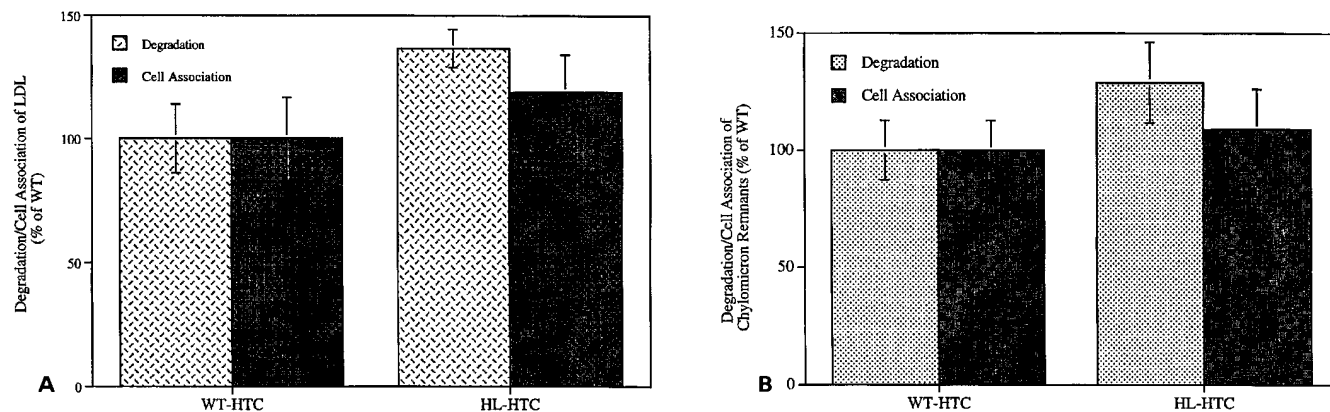 150
Degradation
Cell Association
100
50
0
Degradation/Cell Association of LDL
(% of WT)
A
WT-HTC
HL-HTC
150
Degradation
Cell Association
100
50
0
Degradation/Cell Association of
Chylomicron Remnants (% of WT)
B
WT-HTC
HL-HTC